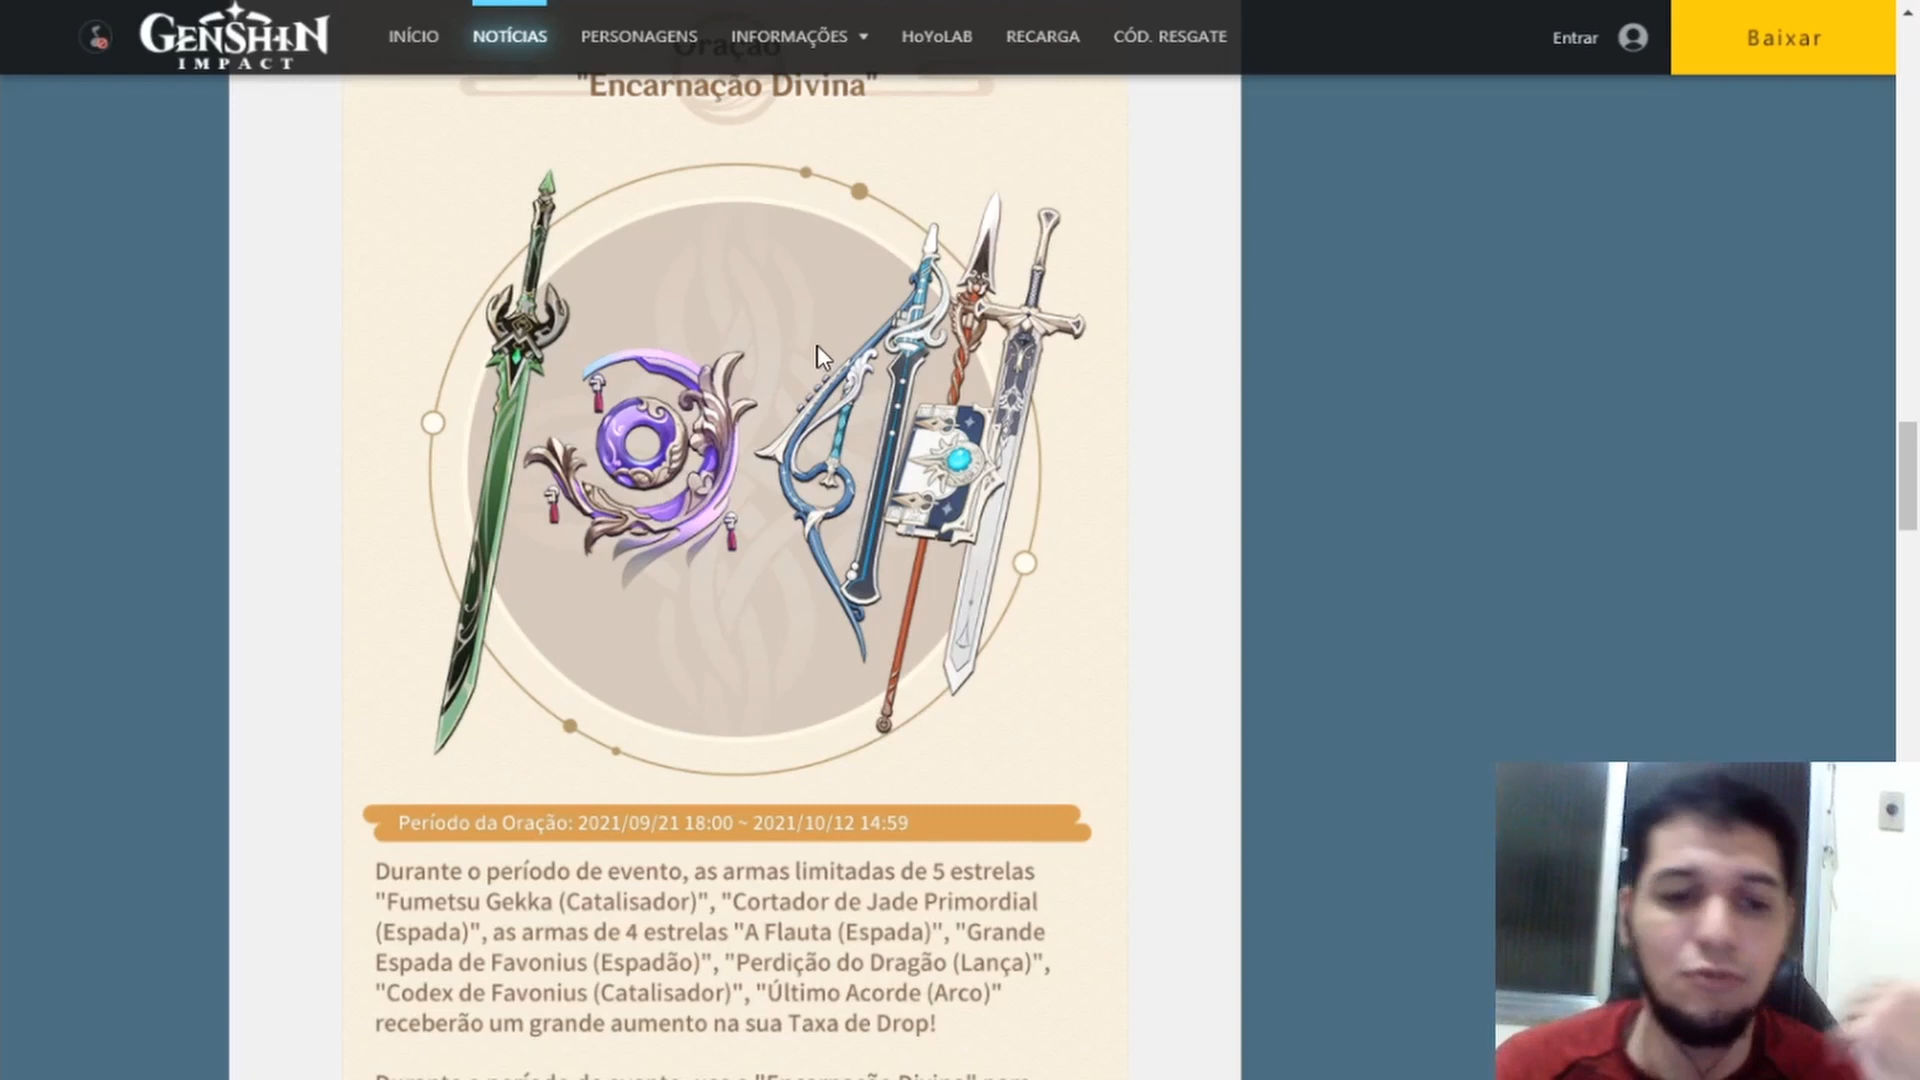 GENSHIN
IMPACT
INÍCIO
NOTÍCIAS
PERSONAGENS
INFORMAÇÕES
HoYoLAB
RECARGA
CÓD. RESGATE
Entrar
Baixar
Oração
"Encarnação Divina"
Período da Oração: 2021/09/21 18:00 ~ 2021/10/12 14:59
Durante o período de evento, as armas limitadas de 5 estrelas
"Fumetsu Gekka (Catalisador)", "Cortador de Jade Primordial
(Espada)", as armas de 4 estrelas "A Flauta (Espada)", "Grande
Espada de Favonius (Espadão)", "Perdição do Dragão (Lança)",
"Codex de Favonius (Catalisador)", "Último Acorde (Arco)"
receberão um grande aumento na sua Taxa de Drop!